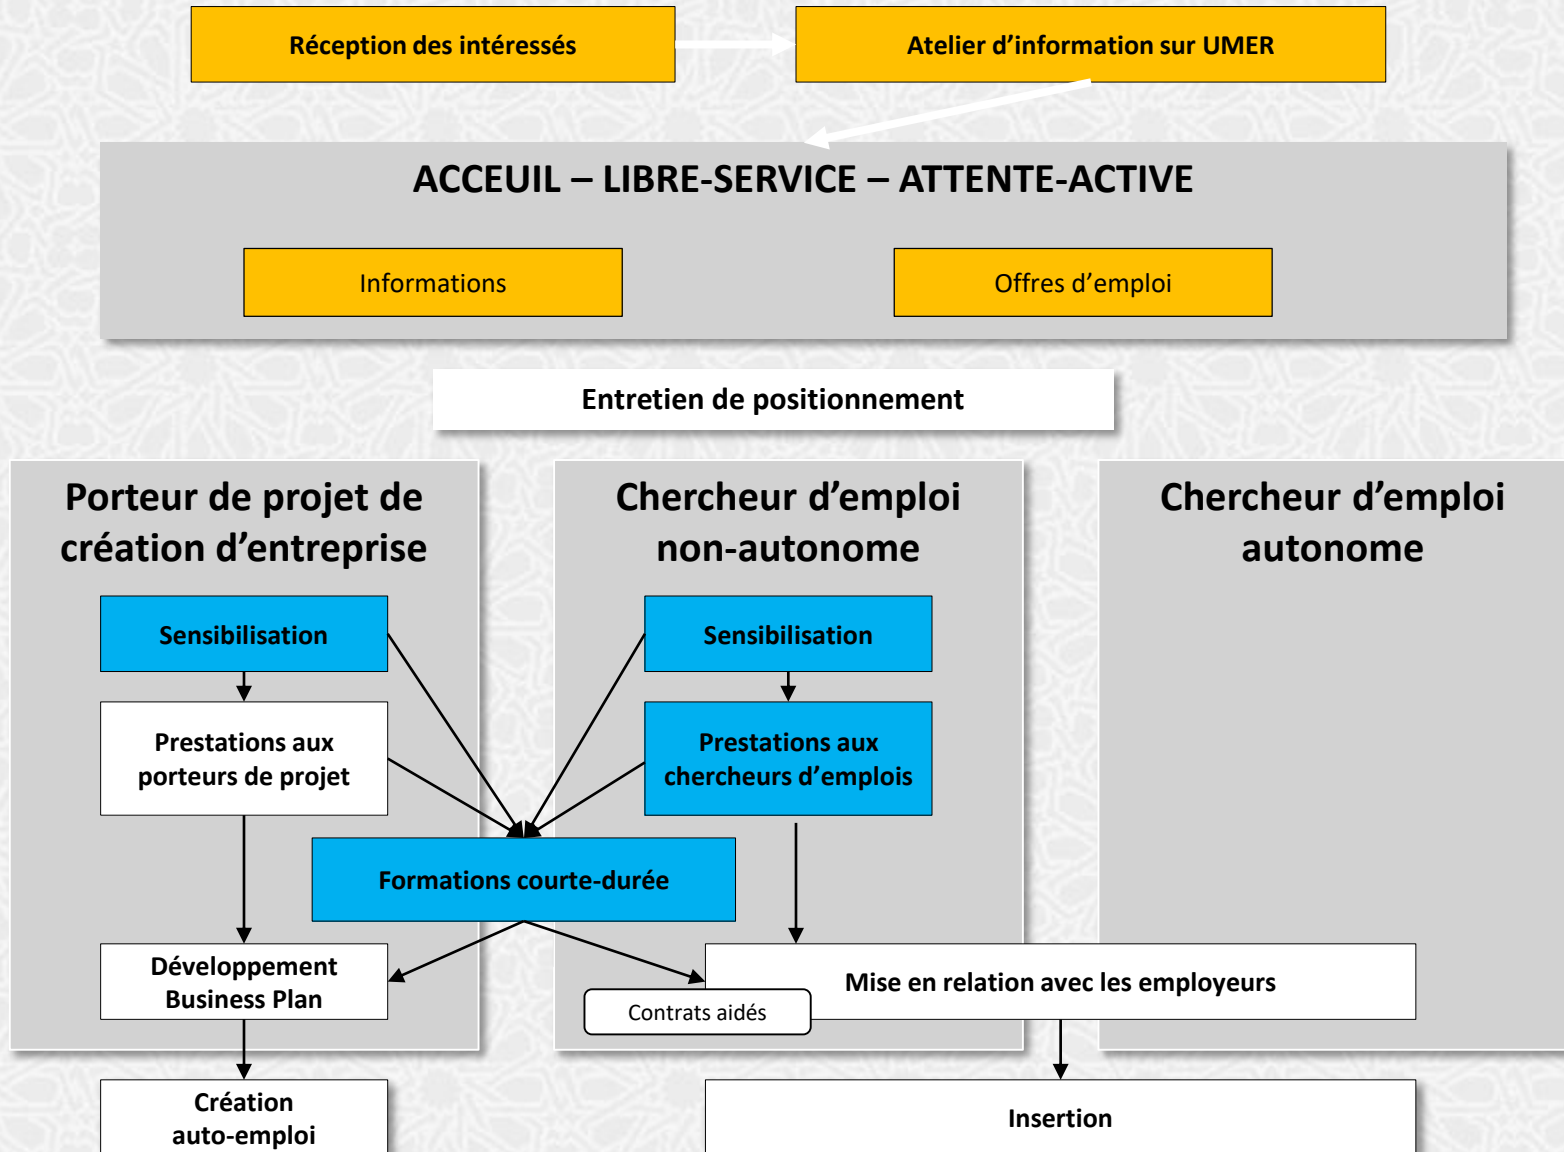 Réception des intéressés
Atelier d'information sur UMER
ACCEUIL – LIBRE-SERVICE – ATTENTE-ACTIVE
Informations
Offres d'emploi
Entretien de positionnement
Porteur de projet de
création d'entreprise
Sensibilisation
Prestations aux
porteurs de projet
Chercheur d'emploi
non-autonome
Sensibilisation
Prestations aux
chercheurs d'emplois
Chercheur d'emploi
autonome
Formations courte-durée
Développement
Business Plan
Mise en relation avec les employeurs
Contrats aidés
Création
auto-emploi
Insertion